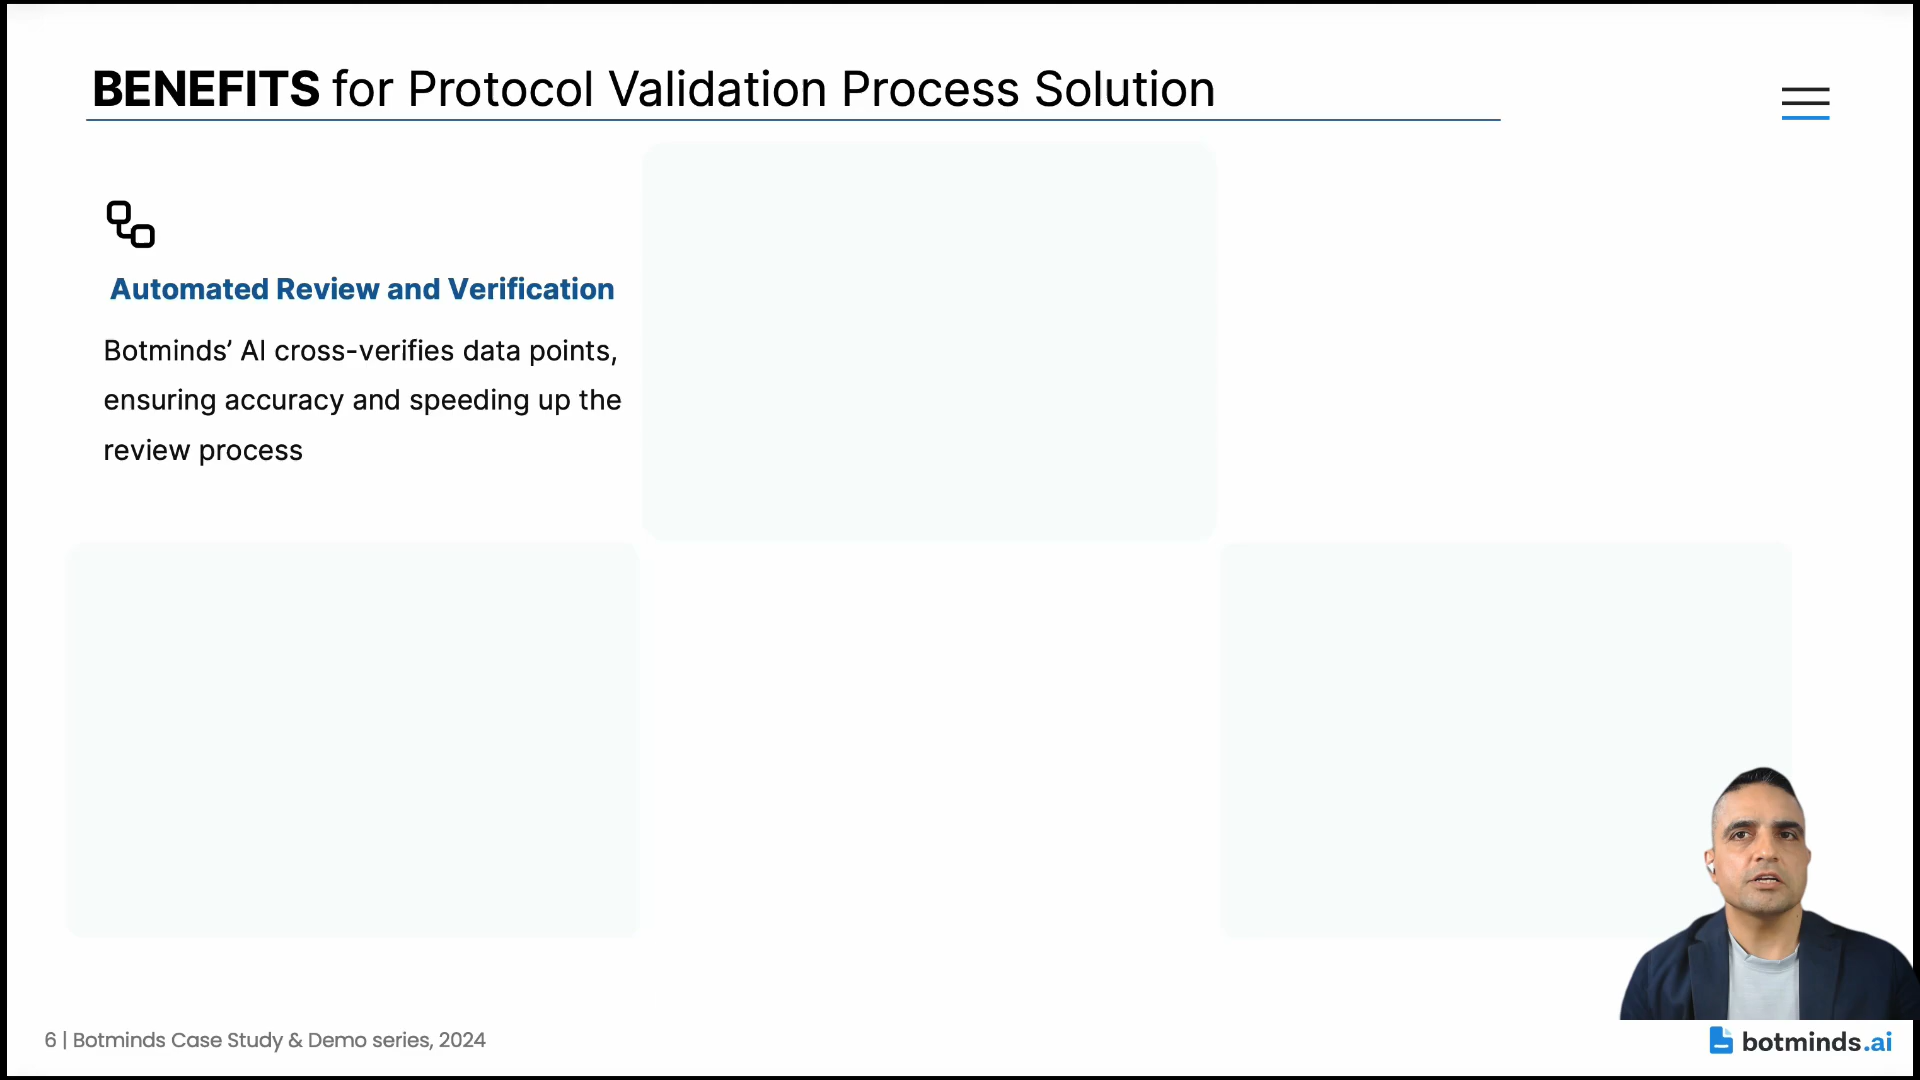 BENEFITS for Protocol Validation Process Solution
Automated Review and Verification
Botminds’ AI cross-verifies data points,
ensuring accuracy and speeding up the
review process
6 | Botminds Case Study & Demo series, 2024
botminds.ai